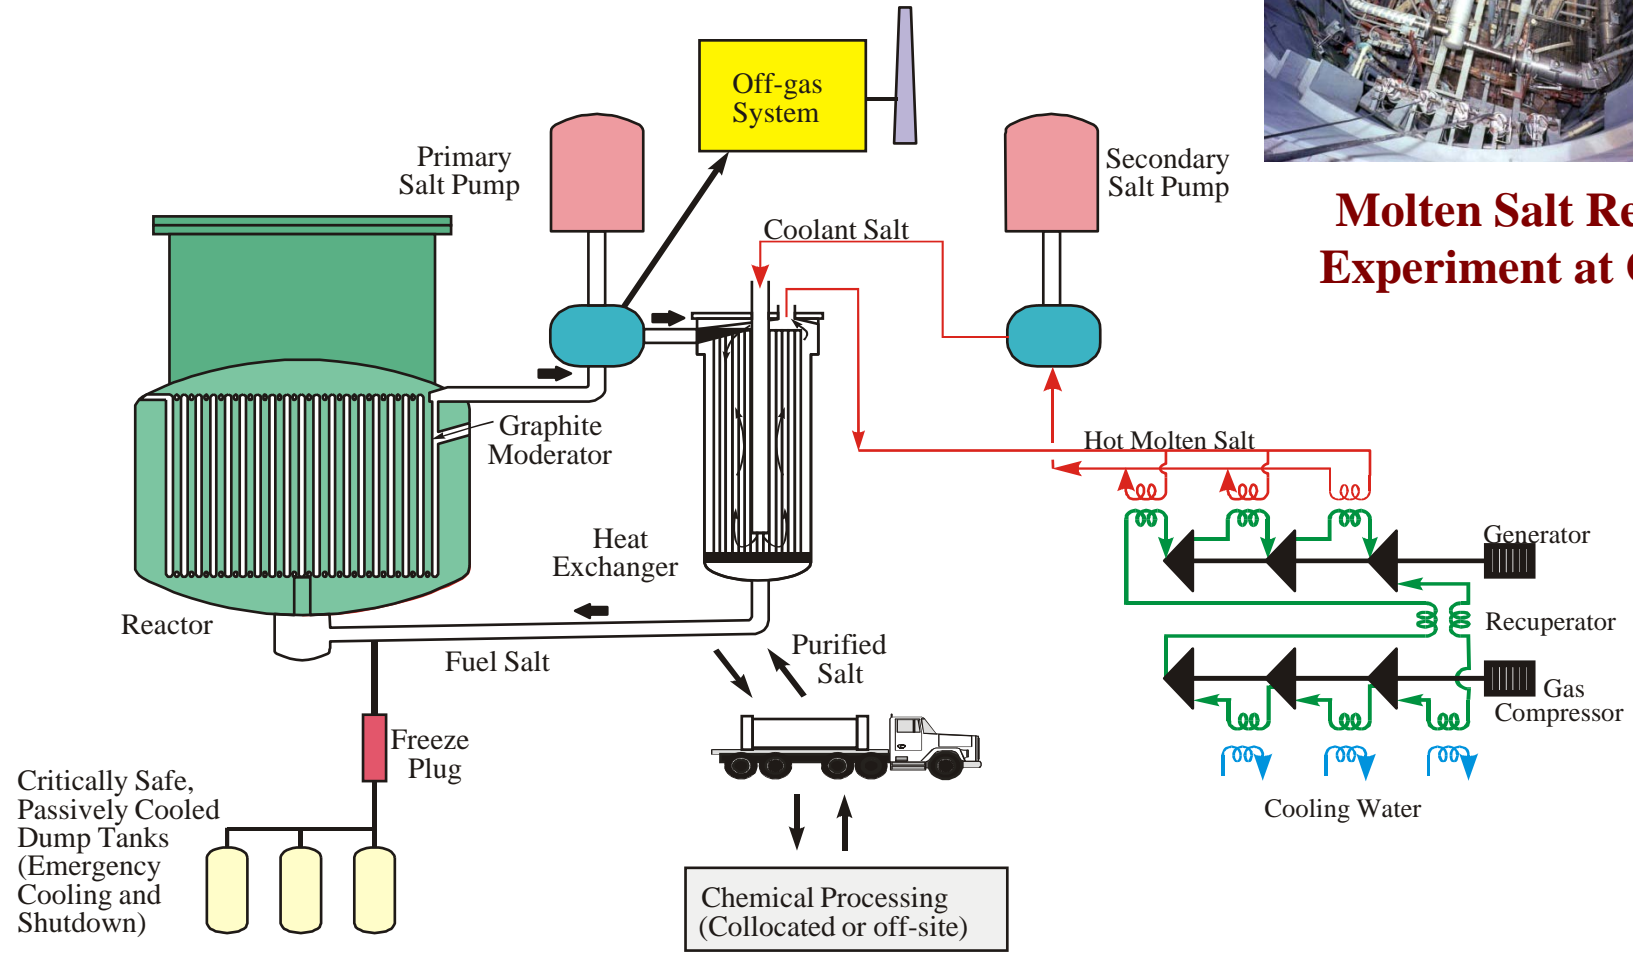 Off-gas
System
Primary
Salt Pump
Secondary
Salt Pump
Molten Salt
Experiment at
Coolant Salt
Graphite
Moderator
Hot Molten Salt
Heat
Exchanger
Generator
Reactor
Recuperator
Fuel Salt
Purified
Salt
Gas
Compressor
Freeze
Plug
Cooling Water
Critically Safe,
Passively Cooled
Dump Tanks
(Emergency
Cooling and
Shutdown)
Chemical Processing
(Collocated or off-site)